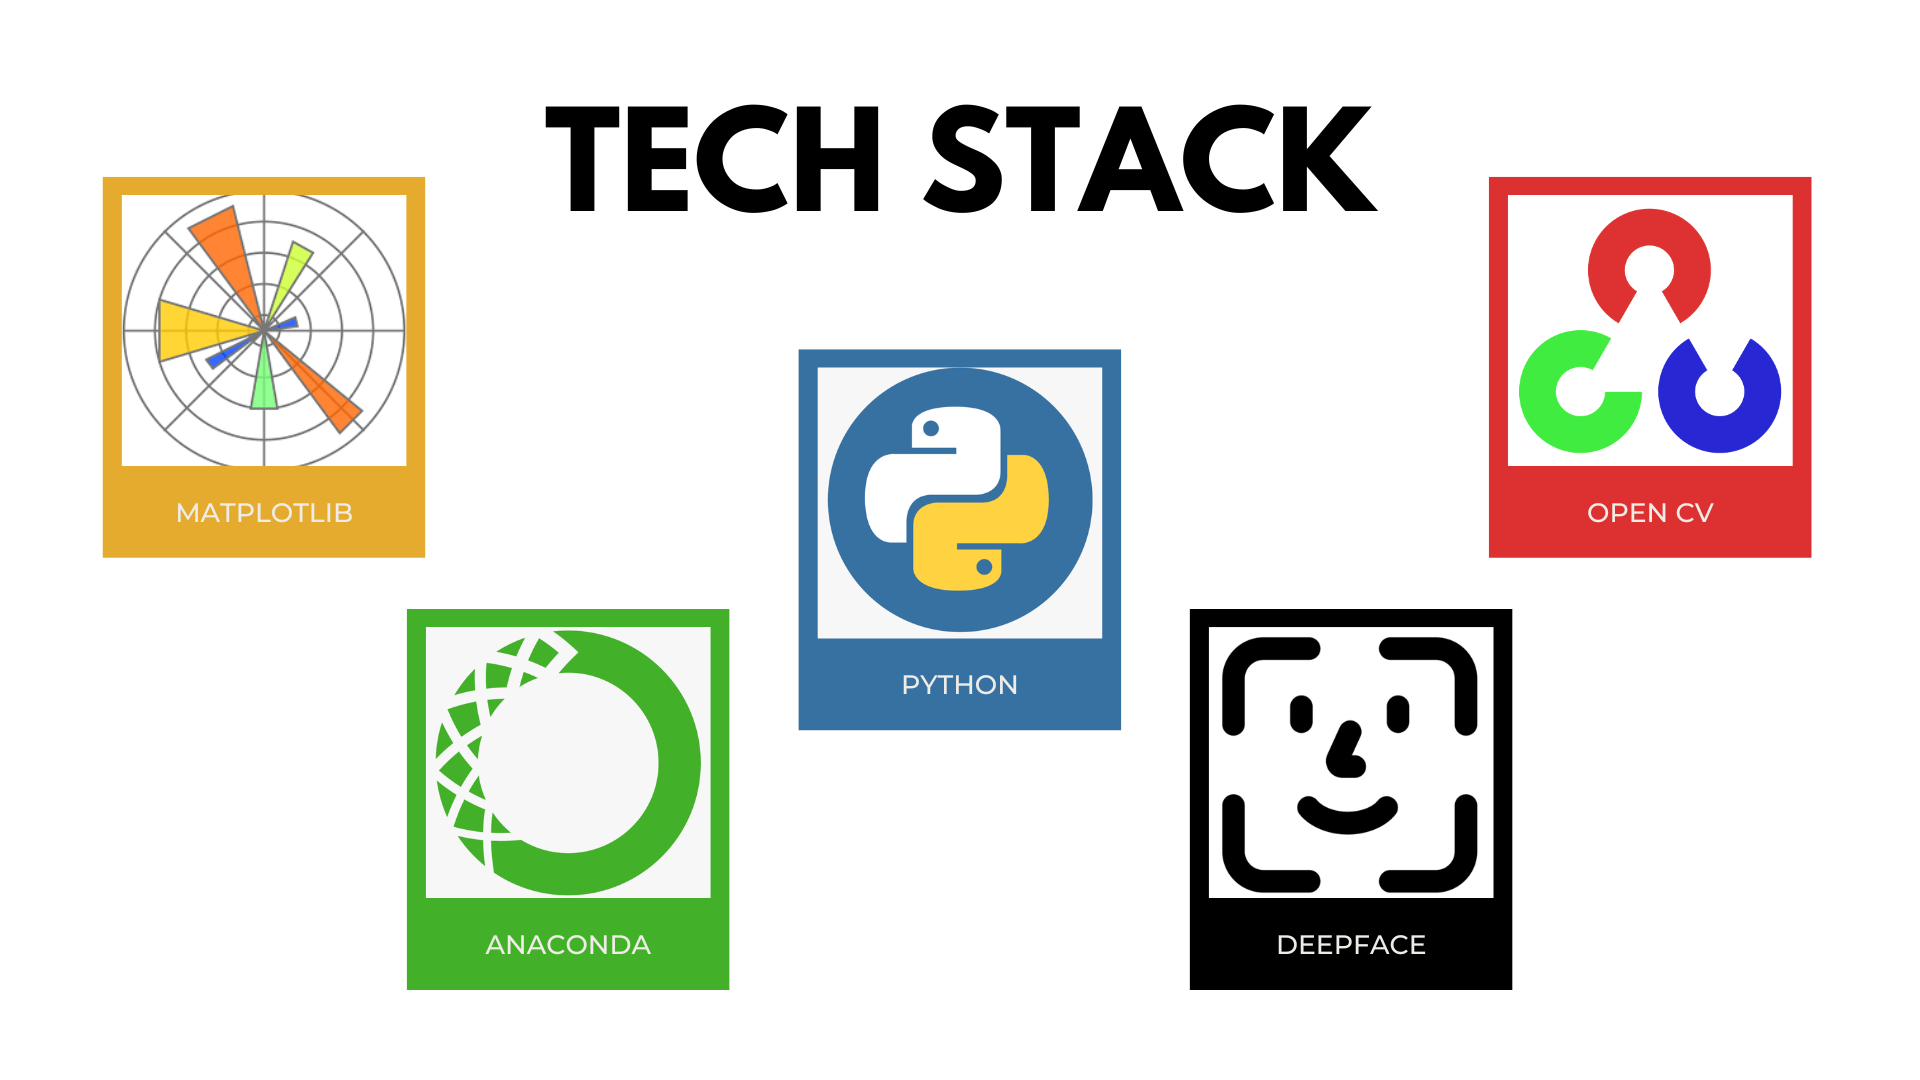 TECH STACK
MATPLOTLIB
OPEN CV
PYTHON
ANACONDA
DEEPFACE